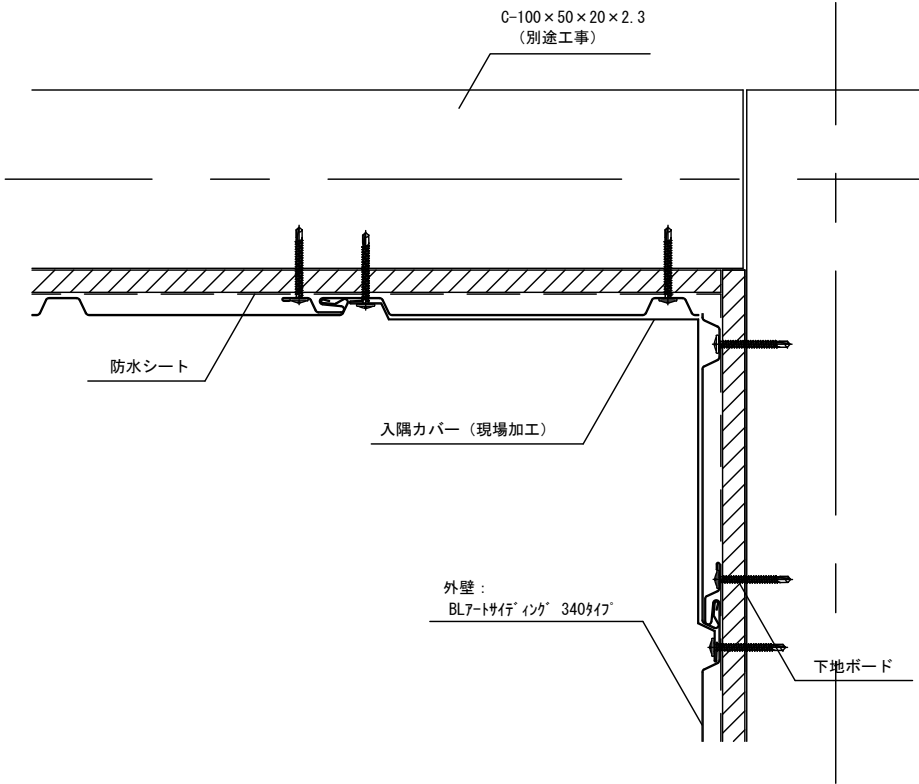 C-100×50×20×2.3
（別途工事）
防水シート
入隅カバー（現場加工）
外壁：
BLｱｰﾄｻｲﾃﾞｨﾝｸﾞ 340ﾀｲﾌﾟ
下地ボード